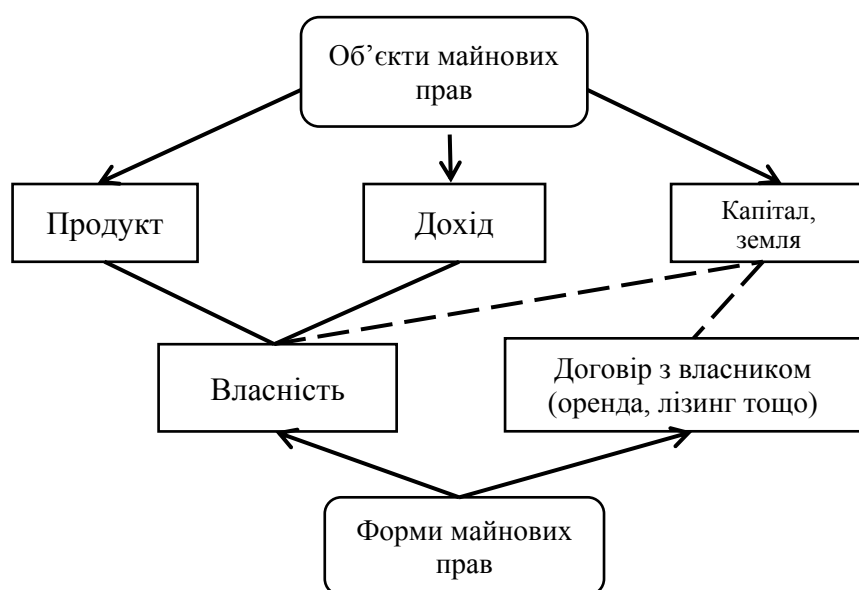 Об’єкти майнових
прав
Продукт
Дохід
Капітал,
земля
Власність
Договір з власником
(оренда, лізинг тощо)
Форми майнових
прав